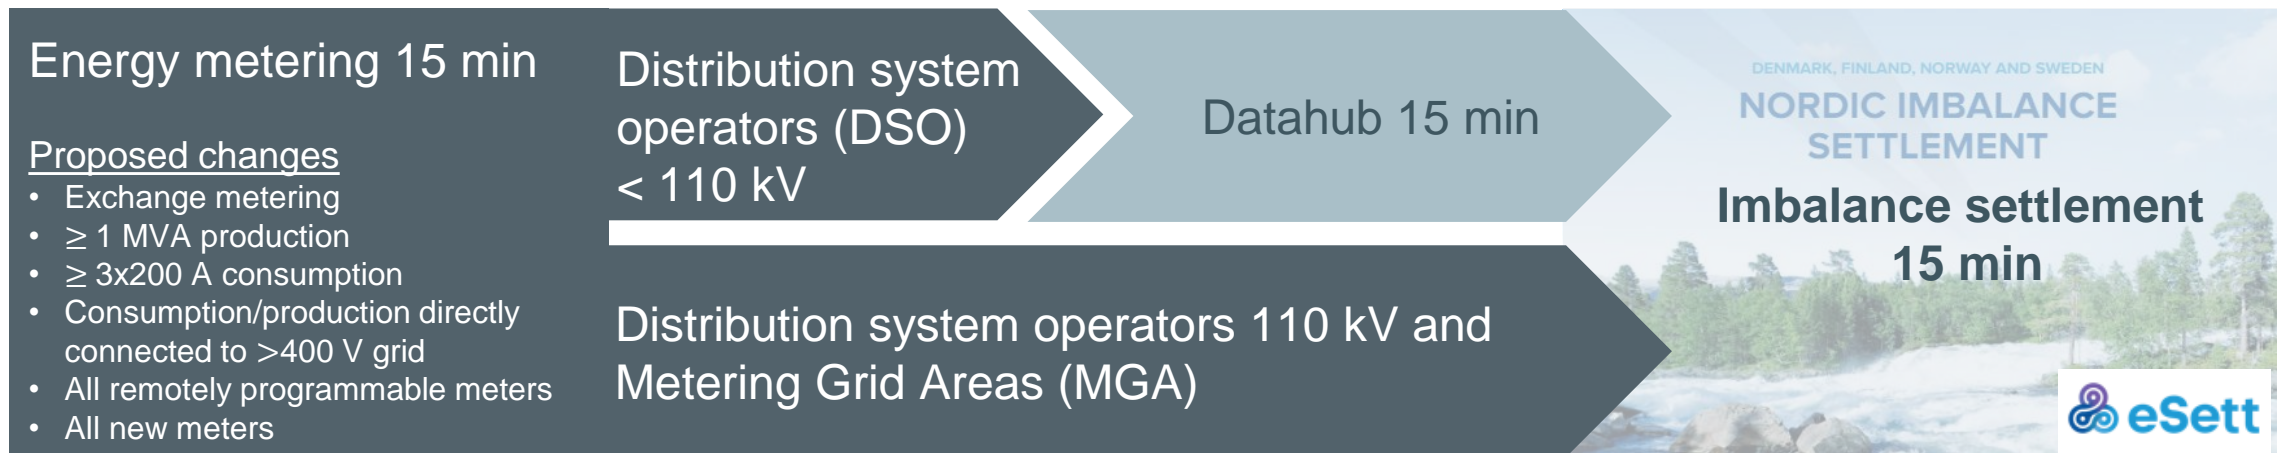 Energy metering 15 min
Proposed changes
• Exchange metering
• ≥ 1 MVA production
• ≥ 3x200 A consumption
• Consumption/production directly
connected to >400 V grid
• All remotely programmable meters
• All new meters
Distribution system
operators (DSO)
< 110 kV
Datahub 15 min
Distribution system operators 110 kV and
Metering Grid Areas (MGA)
DENMARK, FINLAND, NORWAY AND SWEDEN
NORDIC IMBALANCE
SETTLEMENT
Imbalance settlement
15 min
eSett